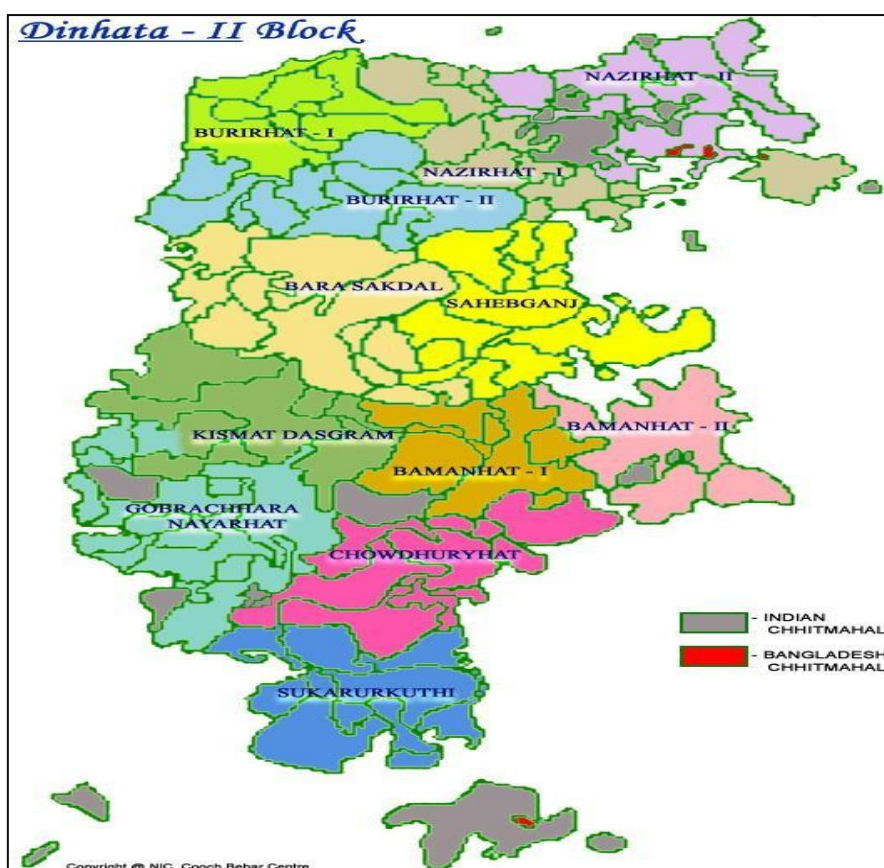 Dinhata - II Block
NAZIRHAT - II
BURIRHAT - I
NAZIRHAT - I
BURIRHAT - II
BARA SAKDAL
SAHEBGANJ
BAMANHAT - II
KISMAT DASGRAM
BAMANHAT - I
GOBRACHHARA
NAYARHAT
CHOWDHURYHAT
- INDIAN
CHHITMAHAL
- BANGLADESH
CHHITMAHAL
SUKARURKUTHI
Copyright @ NIC, Cooch Behar Centre